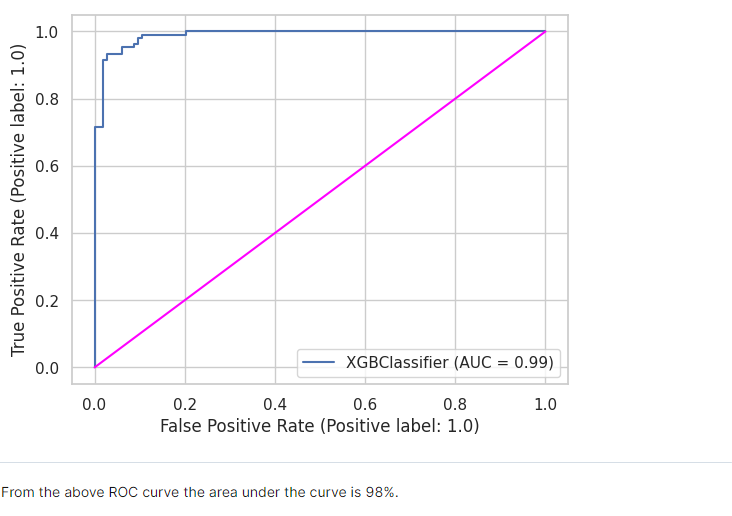 1.0
0.8
0.6
0.4
0.2
0.0
True Positive Rate (Positive label: 1.0)
XGBClassifier (AUC = 0.99)
0.0 0.2 0.4 0.6 0.8 1.0
False Positive Rate (Positive label: 1.0)
From the above ROC curve the area under the curve is 98%.